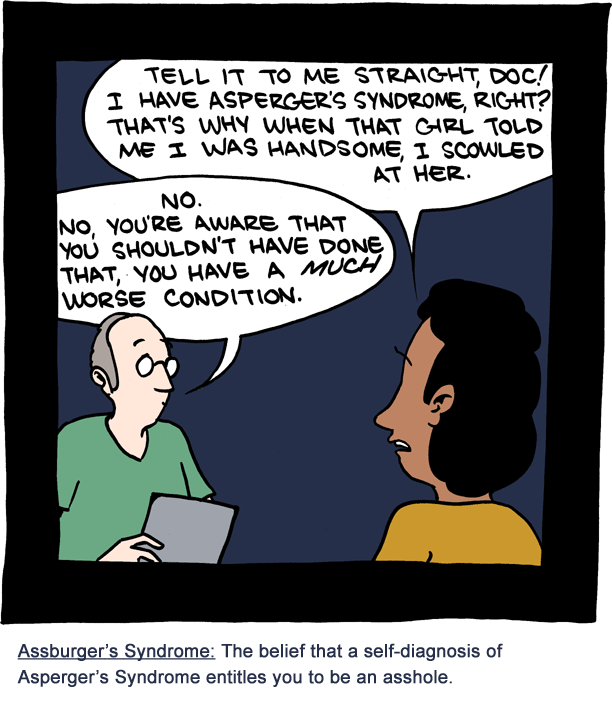 TELL IT TO ME STRAIGHT, DOC!
I HAVE ASPERGER'S SYNDROME, RIGHT?
THAT'S WHY WHEN THAT GIRL TOLD
ME I WAS HANDSOME, I SCOWLED
AT HER.
NO.
NO, YOU'RE AWARE THAT
YOU SHOULDN'T HAVE DONE
THAT, YOU HAVE A MUCH
WORSE CONDITION.
Assburger's Syndrome: The belief that a self-diagnosis of
Asperger's Syndrome entitles you to be an asshole.